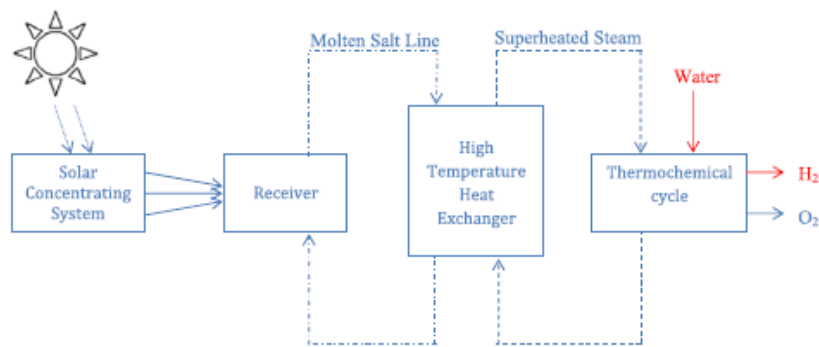 Molten Salt Line
Superheated Steam
Water
Solar
Concentrating
System
Receiver
High
Temperature
Heat
Exchanger
Thermochemical
cycle
H₂
O₂